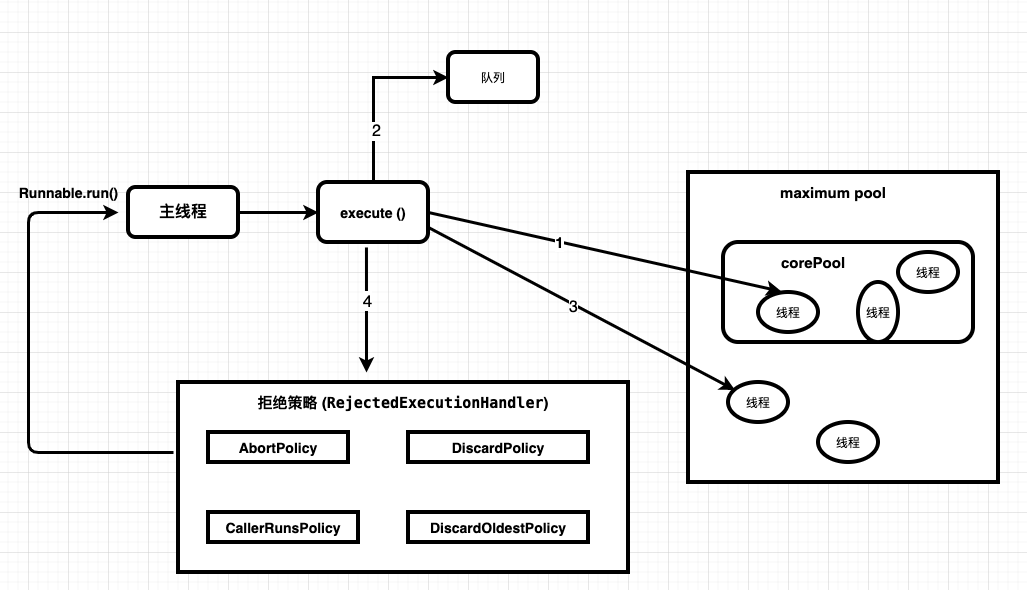 队列
2
Runnable.run()
主线程
execute ()
1
3
4
maximum pool
corePool
线程
线程
线程
线程
线程
拒绝策略 (RejectedExecutionHandler)
AbortPolicy
DiscardPolicy
CallerRunsPolicy
DiscardOldestPolicy